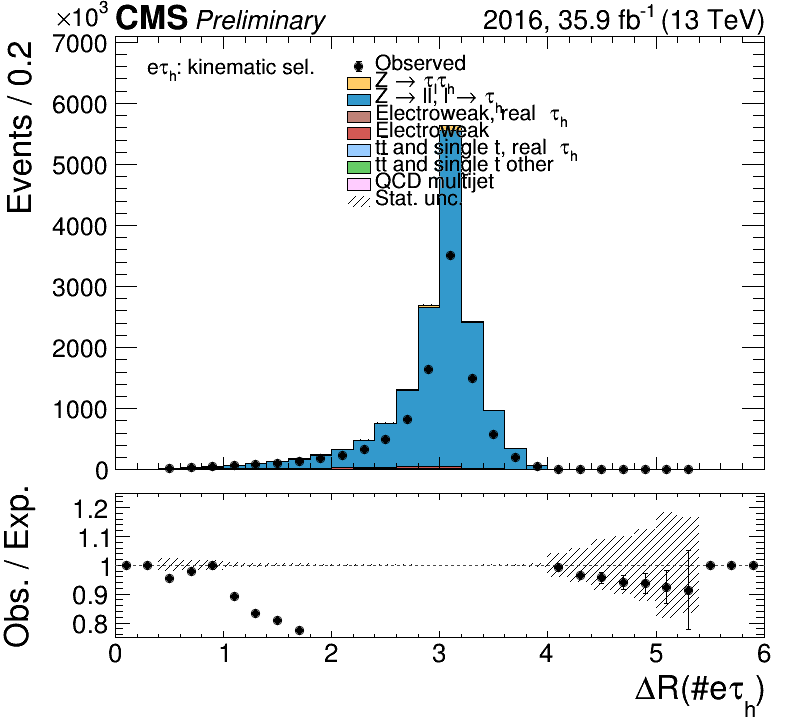 ×10³ CMS Preliminary 2016, 35.9 fb⁻¹ (13 TeV)
Events / 0.2
7000
6000
5000
4000
3000
2000
1000
0
eτh: kinematic sel.
Observed
Z → τlτh
Z → ll, l → τh
Electroweak, real τh
Electroweak
tt̄ and single t, real τh
tt̄ and single t other
QCD multijet
Stat. unc.
Obs. / Exp.
1.2
1.1
1
0.9
0.8
0 1 2 3 4 5 6
ΔR(#eτh)